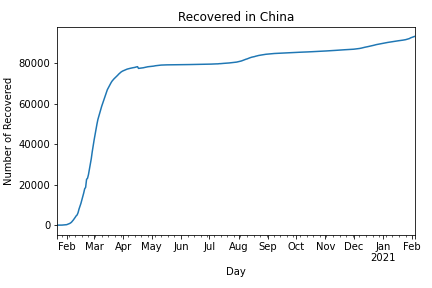 Recovered in China
Number of Recovered
80000
60000
40000
20000
0
Feb Mar Apr May Jun Jul Aug Sep Oct Nov Dec Jan Feb
2021
Day